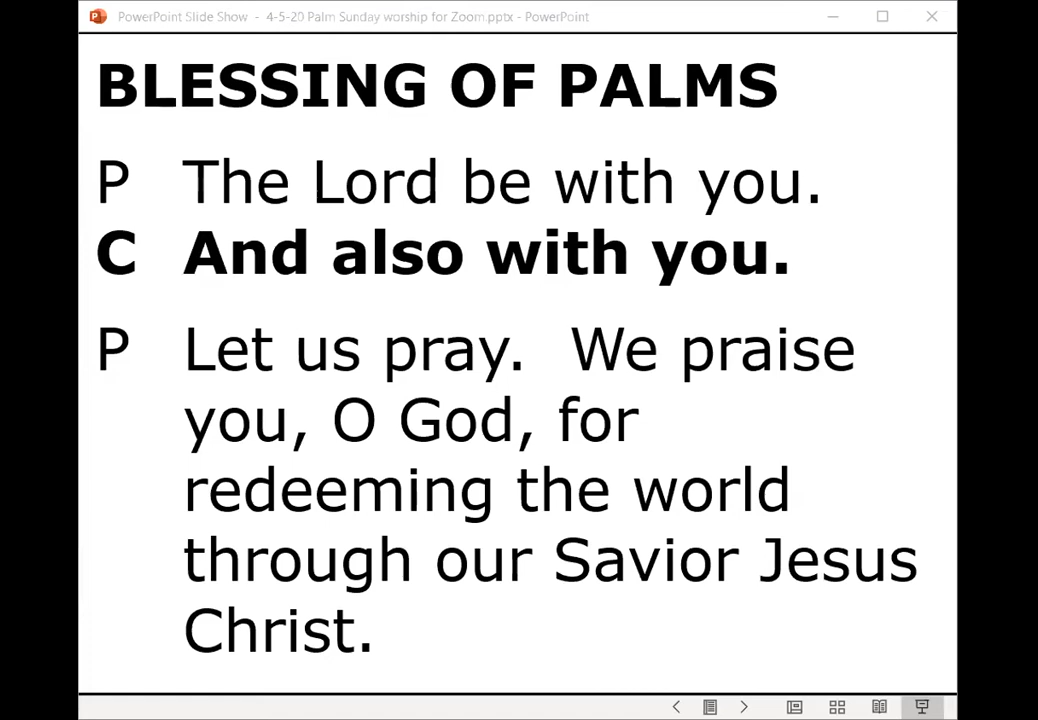 PowerPoint Slide Show - 4-5-20 Palm Sunday worship for Zoom.pptx - PowerPoint
BLESSING OF PALMS
P The Lord be with you.
C And also with you.
P Let us pray. We praise
you, O God, for
redeeming the world
through our Savior Jesus
Christ.